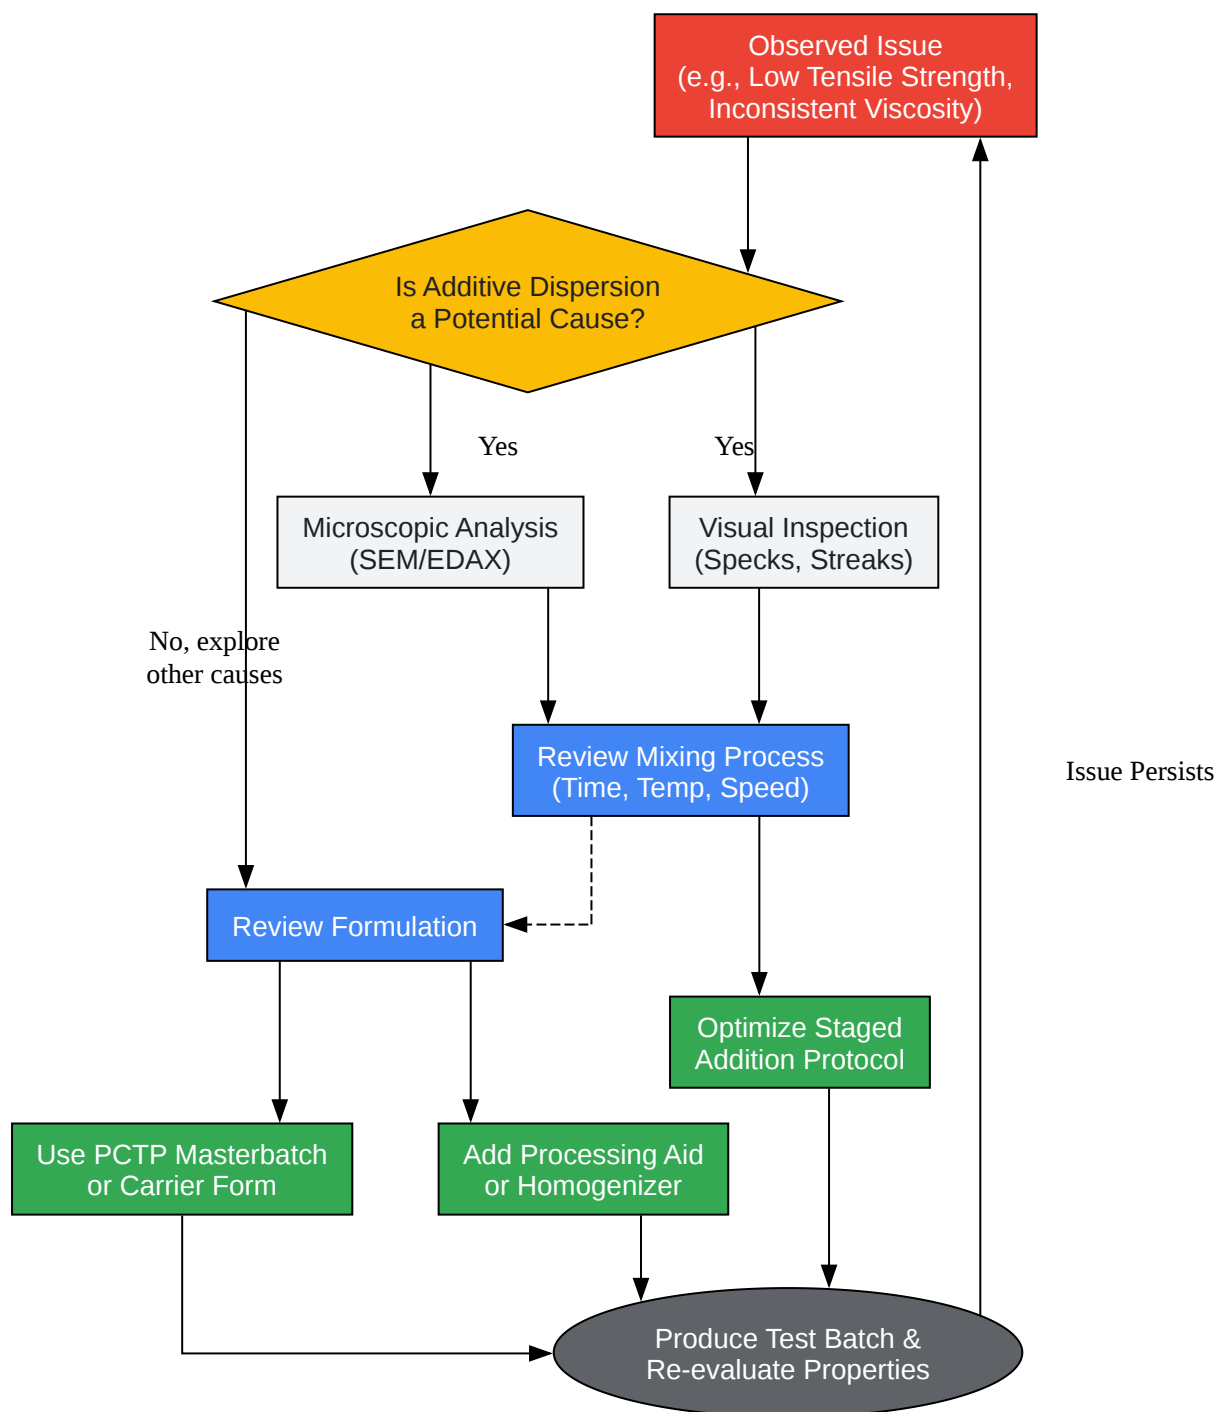 Observed Issue
(e.g., Low Tensile Strength,
Inconsistent Viscosity)
Is Additive Dispersion
a Potential Cause?
Yes
Yes
Microscopic Analysis
(SEM/EDAX)
Visual Inspection
(Specks, Streaks)
No, explore
other causes
Review Mixing Process
(Time, Temp, Speed)
Issue Persists
Review Formulation
Optimize Staged
Addition Protocol
Use PCTP Masterbatch
or Carrier Form
Add Processing Aid
or Homogenizer
Produce Test Batch &
Re-evaluate Properties